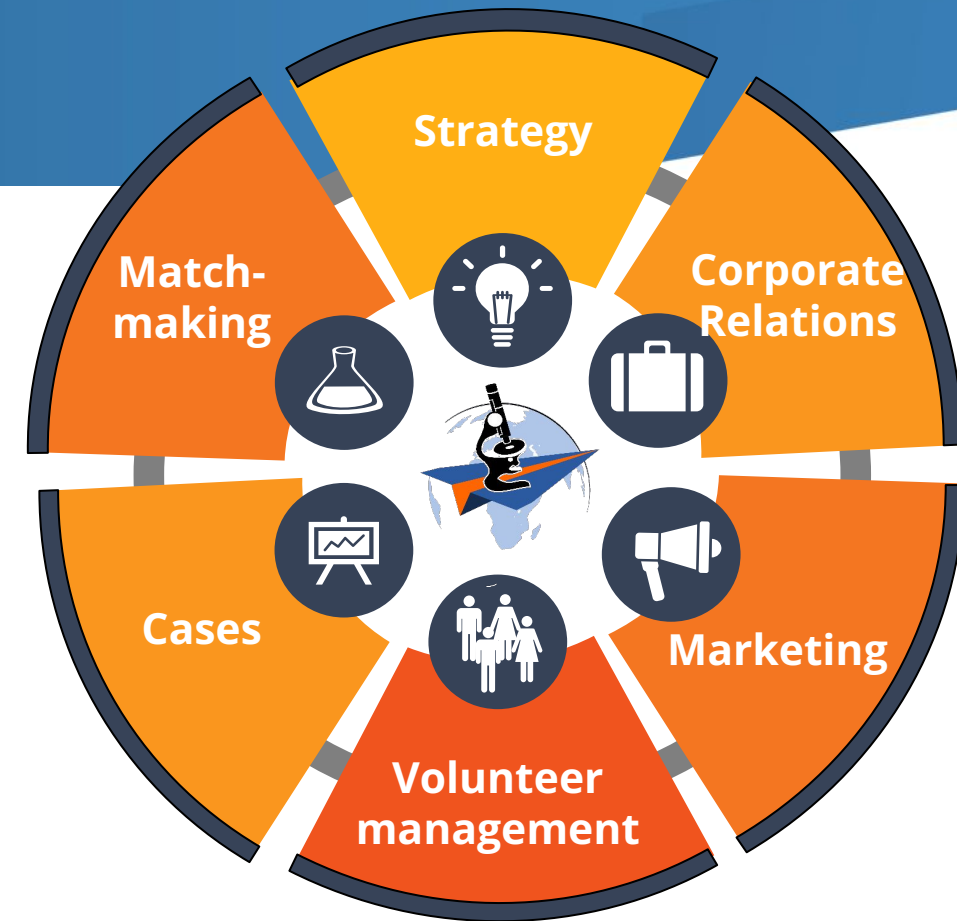 Strategy
Corporate
Relations
Marketing
Volunteer
management
Cases
Match-
making